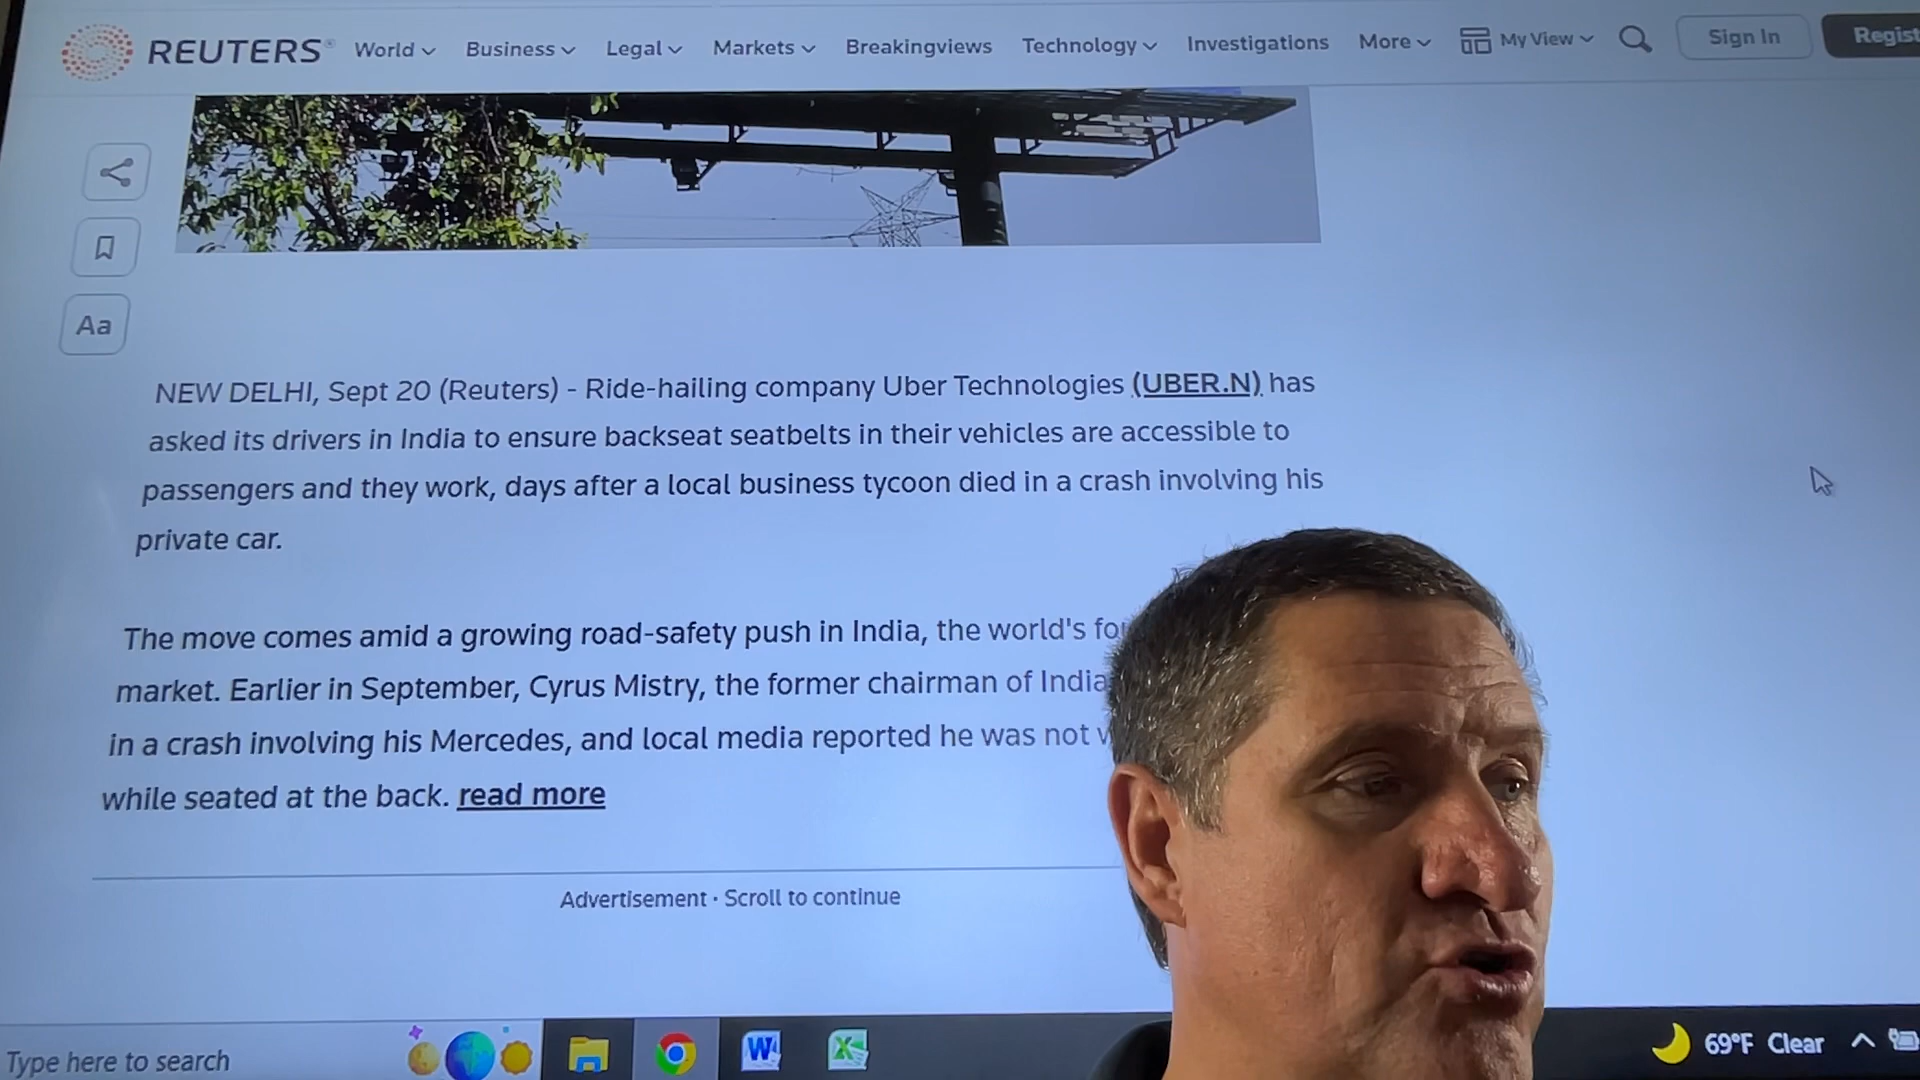 REUTERS® World Business Legal Markets Breakingviews Technology Investigations More My View Sign In
Aa
NEW DELHI, Sept 20 (Reuters) - Ride-hailing company Uber Technologies (UBER.N) has
asked its drivers in India to ensure backseat seatbelts in their vehicles are accessible to
passengers and they work, days after a local business tycoon died in a crash involving his
private car.
The move comes amid a growing road-safety push in India, the world's
market. Earlier in September, Cyrus Mistry, the former chairman of India
in a crash involving his Mercedes, and local media reported he was not
while seated at the back. read more
Advertisement · Scroll to continue
Type here to search
69°F Clear